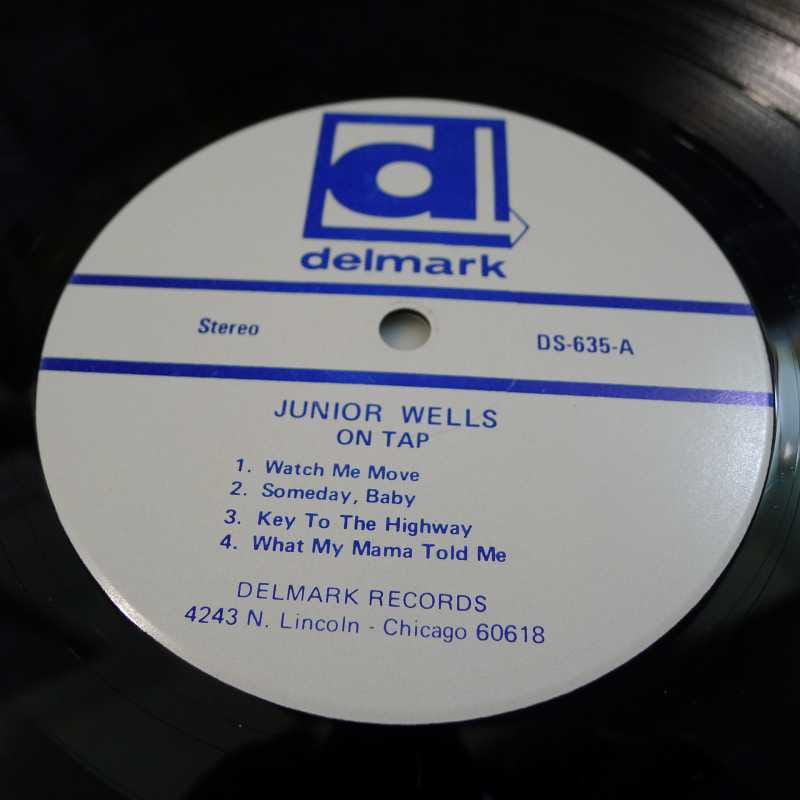 d
delmark
Stereo
DS-635-A
JUNIOR WELLS
ON TAP
1. Watch Me Move
2. Someday, Baby
3. Key To The Highway
4. What My Mama Told Me
DELMARK RECORDS
4243 N. Lincoln - Chicago 60618